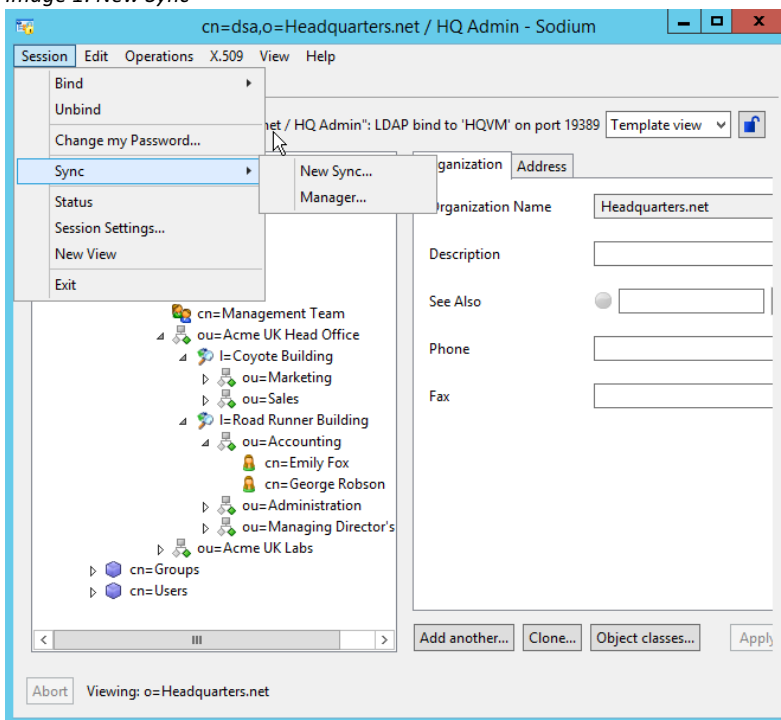 Image 1: New Sync
cn=dsa,o=Headquarters.net / HQ Admin - Sodium
Session Edit Operations X.509 View Help
Bind
Unbind
Change my Password...
Sync
Status
Session Settings...
New View
Exit
New Sync...
Manager...
net / HQ Admin": LDAP bind to 'HQVM' on port 19389 Template view
ganization Address
Organization Name Headquarters.net
Description
See Also
Phone
Fax
cn=Management Team
ou=Acme UK Head Office
l=Coyote Building
ou=Marketing
ou=Sales
l=Road Runner Building
ou=Accounting
cn=Emily Fox
cn=George Robson
ou=Administration
ou=Managing Director's
ou=Acme UK Labs
cn=Groups
cn=Users
Add another... Clone... Object classes... Apply
Abort Viewing: o=Headquarters.net